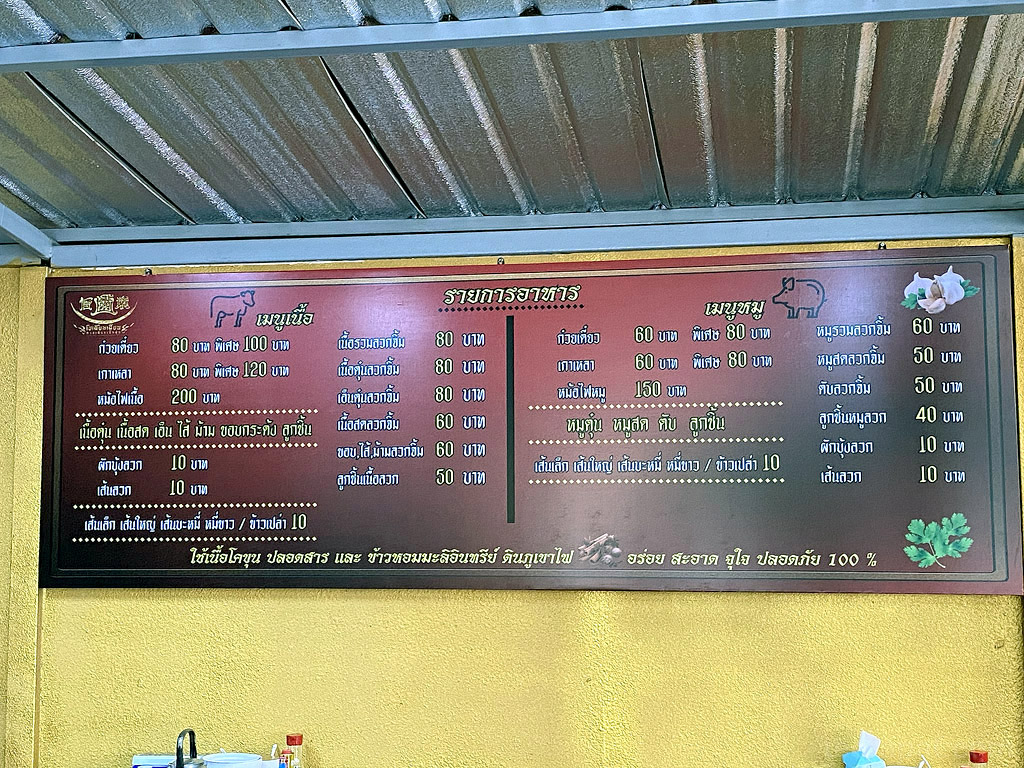 รายการอาหาร
เมนูเนื้อ
ก๋วยเตี๋ยว 80 บาท พิเศษ 100 บาท
เกาเหลา 80 บาท พิเศษ 120 บาท
หม้อไฟเนื้อ 200 บาท
เนื้อตุ๋น เนื้อสด เอ็น ไส้ ม้าม ขอบกระด้ง ลูกชิ้น
ผักบุ้งลวก 10 บาท
เส้นลวก 10 บาท
เส้นเล็ก เส้นใหญ่ เส้นบะหมี่ หมี่ขาว / ข้าวเปล่า 10
เนื้อรวมลวกจิ้ม 80 บาท
เนื้อตุ๋นลวกจิ้ม 80 บาท
เอ็นตุ๋นลวกจิ้ม 80 บาท
เนื้อสดลวกจิ้ม 60 บาท
ขอบ,ไส้,ม้ามลวกจิ้ม 60 บาท
ลูกชิ้นเนื้อลวก 50 บาท
เมนูหมู
ก๋วยเตี๋ยว 60 บาท พิเศษ 80 บาท
เกาเหลา 60 บาท พิเศษ 80 บาท
หม้อไฟหมู 150 บาท
หมูตุ๋น หมูสด ตับ ลูกชิ้น
เส้นเล็ก เส้นใหญ่ เส้นบะหมี่ หมี่ขาว / ข้าวเปล่า 10
หมูรวมลวกจิ้ม 60 บาท
หมูสดลวกจิ้ม 50 บาท
ตับลวกจิ้ม 50 บาท
ลูกชิ้นหมูลวก 40 บาท
ผักบุ้งลวก 10 บาท
เส้นลวก 10 บาท
ใช้เนื้อโคขุน ปลอดสาร และ ข้าวหอมมะลิอินทรีย์ ดินภูเขาไฟ อร่อย สะอาด จุใจ ปลอดภัย 100 %